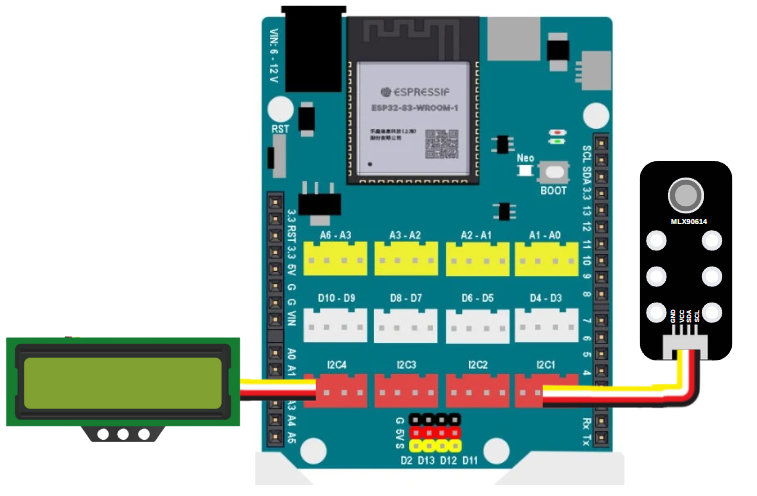 VIN: 6 - 12 V
ESPRESSIF
ESP32-S3-WROOM-1
RST
Neo
BOOT
3.3 RST 3.3 5V G G VIN
A0 A1 A3 A4 A5
SCL SDA 3.3 13 12 11 10 9 8
7 6 5 4
Rx Tx
A6 - A3
A3 - A2
A2 - A1
A1 - A0
D10 - D9
D8 - D7
D6 - D5
D4 - D3
I2C4
I2C3
I2C2
I2C1
G 5V S
D2 D13 D12 D11
MLX90614
GND
VCC
SDA
SCL